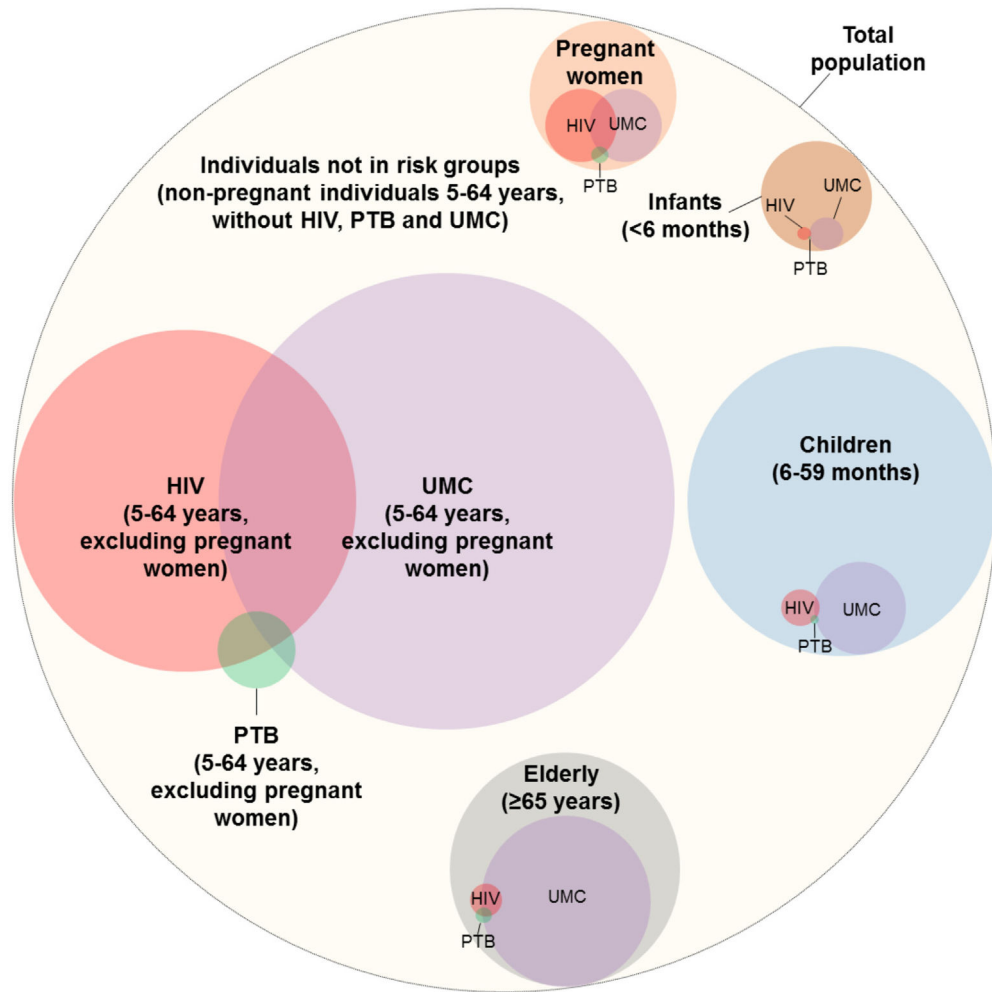 Total
population
Pregnant
women
HIV
UMC
PTB
Individuals not in risk groups
(non-pregnant individuals 5-64 years,
without HIV, PTB and UMC)
Infants
(<6 months)
UMC
HIV
PTB
HIV
(5-64 years,
excluding pregnant
women)
UMC
(5-64 years,
excluding pregnant
women)
PTB
(5-64 years,
excluding pregnant
women)
Children
(6-59 months)
HIV
UMC
PTB
Elderly
(≥65 years)
HIV
UMC
PTB